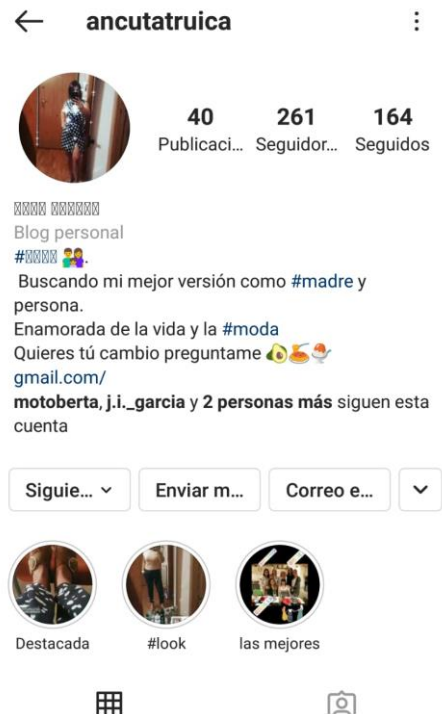 ancutatruica
40 261 164
Publicaci... Seguidor... Seguidos
Blog personal
#
Buscando mi mejor versión como #madre y
persona.
Enamorada de la vida y la #moda
Quieres tú cambio preguntame
gmail.com/
motoberta, j.i._garcia y 2 personas más siguen esta
cuenta
Siguie... Enviar m... Correo e...
Destacada #look las mejores